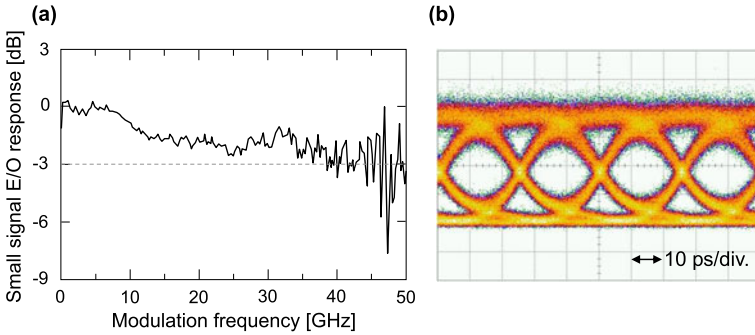 (a)
(b)
3
0
-3
-6
-9
Small signal E/O response [dB]
0 10 20 30 40 50
Modulation frequency [GHz]
10 ps/div.